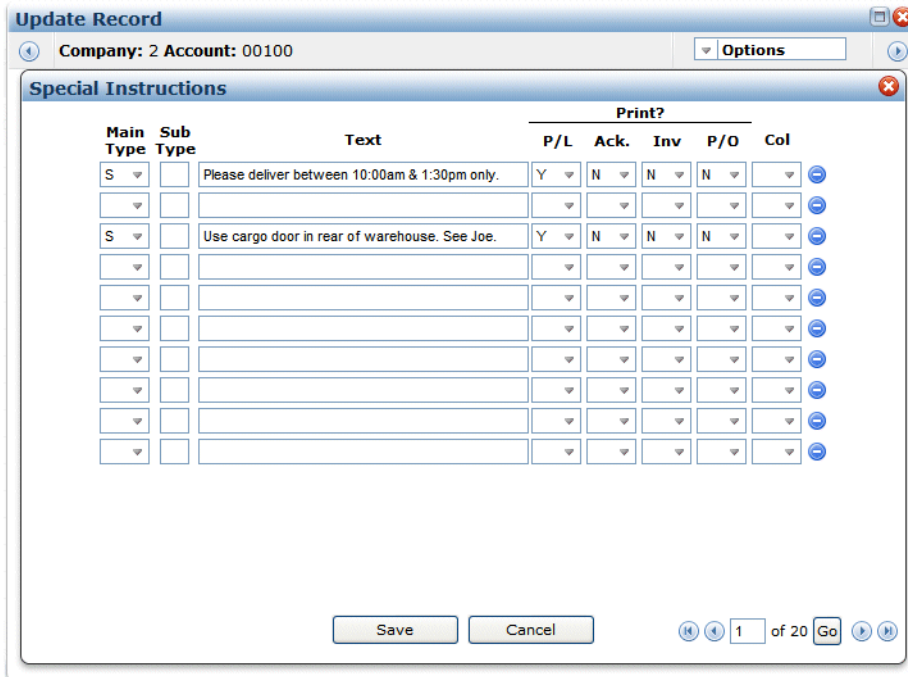 Update Record
Company: 2 Account: 00100 Options
Special Instructions
Print?
Main Type Sub Type Text P/L Ack. Inv P/O Col
S Please deliver between 10:00am & 1:30pm only. Y N N N
S Use cargo door in rear of warehouse. See Joe. Y N N N
Save Cancel 1 of 20 Go